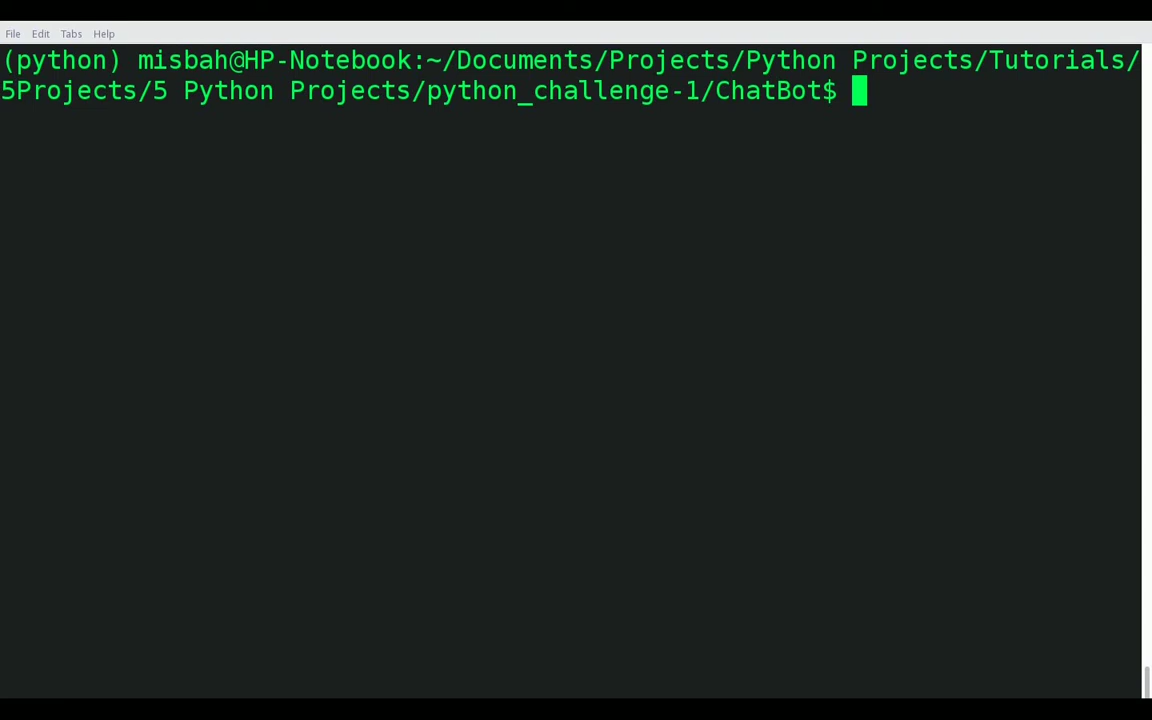 File Edit Tabs Help
(python) misbah@HP-Notebook:~/Documents/Projects/Python Projects/Tutorials/
5Projects/5 Python Projects/python_challenge-1/ChatBot$